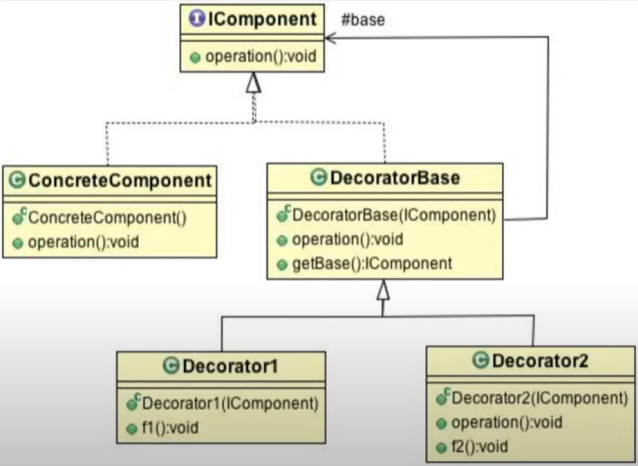 IComponent
#base
operation():void
ConcreteComponent
ConcreteComponent()
operation():void
DecoratorBase
DecoratorBase(IComponent)
operation():void
getBase():IComponent
Decorator1
Decorator1(IComponent)
f1():void
Decorator2
Decorator2(IComponent)
operation():void
f2():void